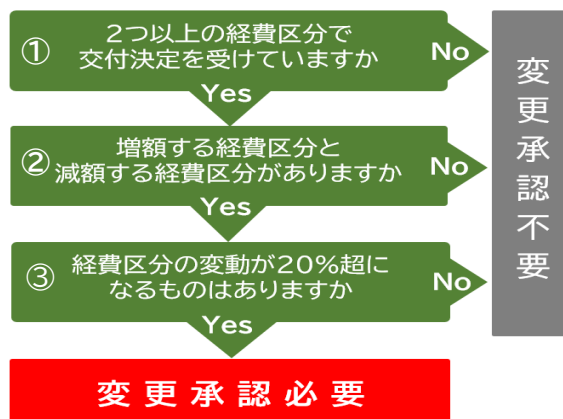 ① 2つ以上の経費区分で
交付決定を受けていますか
No
Yes
② 増額する経費区分と
減額する経費区分がありますか
No
Yes
③ 経費区分の変動が20%超に
なるものはありますか
No
Yes
変更承認必要
変更承認不要